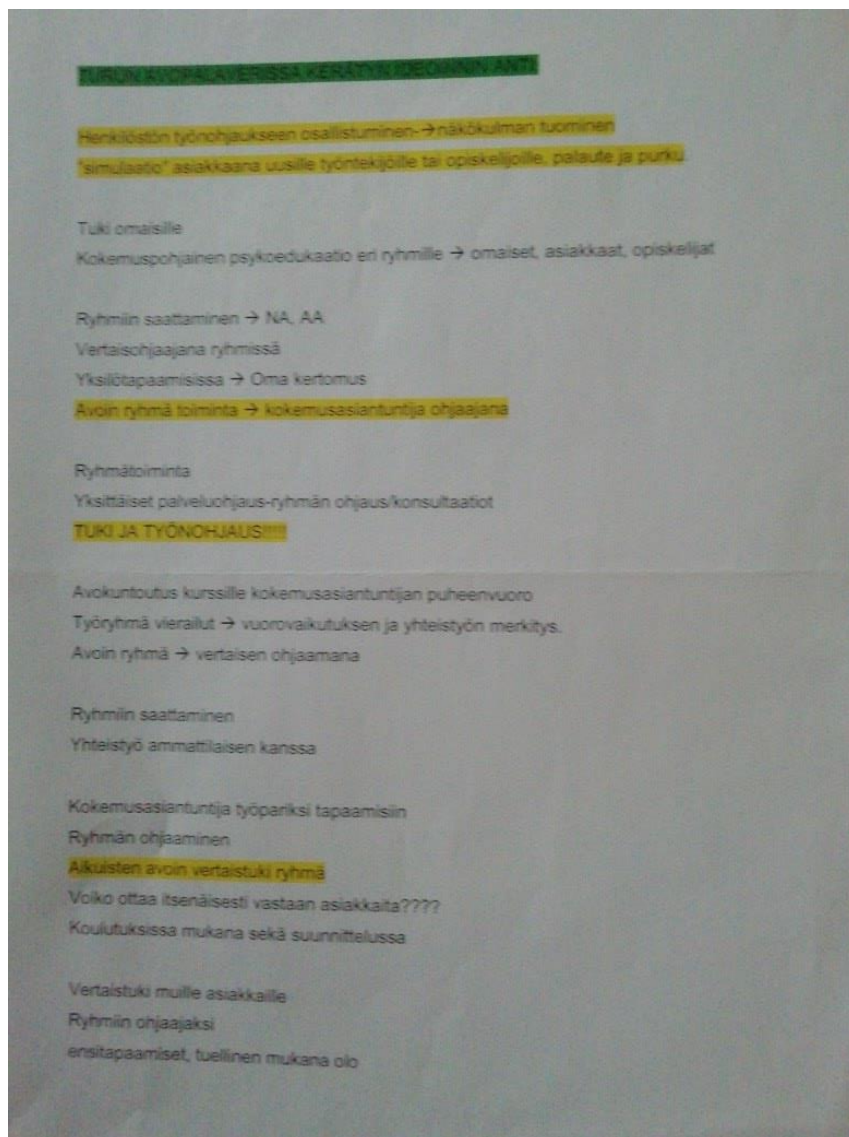 TURUN AVOPALAVERISSA KERÄTYN IDEOINNIN ANTI
Henkilöstön työnohjaukseen osallistuminen-→näkökulman tuominen
"simulaatio" asiakkaana uusille työntekijöille tai opiskelijoille, palaute ja purku.
Tuki omaisille
Kokemuspohjainen psykoedukaatio eri ryhmille → omaiset, asiakkaat, opiskelijat
Ryhmiin saattaminen → NA, AA
Vertaisohjaajana ryhmissä
Yksilötapaamisissa → Oma kertomus
Avoin ryhmä toiminta → kokemusasiantuntija ohjaajana
Ryhmätoiminta
Yksittäiset palveluohjaus-ryhmän ohjaus/konsultaatiot
TUKI JA TYÖNOHJAUS!!!!!
Avokuntoutus kurssille kokemusasiantuntijan puheenvuoro
Työryhmä vierailut → vuorovaikutuksen ja yhteistyön merkitys.
Avoin ryhmä → vertaisen ohjaamana
Ryhmiin saattaminen
Yhteistyö ammattilaisen kanssa
Kokemusasiantuntija työpariksi tapaamisiin
Ryhmän ohjaaminen
Aikuisten avoin vertaistuki ryhmä
Voiko ottaa itsenäisesti vastaan asiakkaita????
Koulutuksissa mukana sekä suunnittelussa
Vertaistuki muille asiakkaille
Ryhmiin ohjaajaksi
ensitapaamiset, tuellinen mukana olo